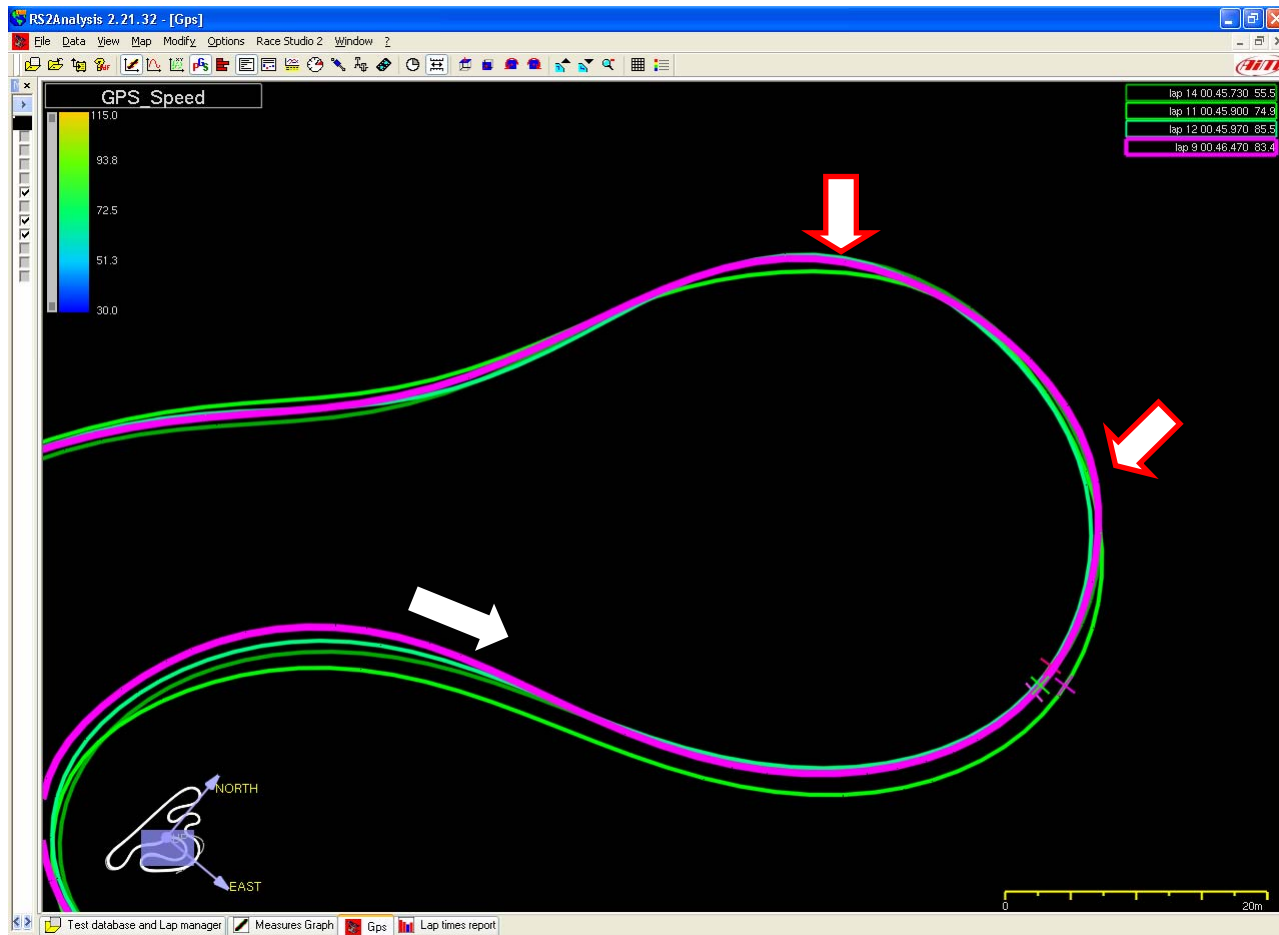 RS2Analysis 2.21.32 - [Gps]
File Data View Map Modify Options Race Studio 2 Window ?
AiM
GPS_Speed
115.0
93.8
72.5
51.3
30.0
lap 14 00.45.730 55.5
lap 11 00.45.900 74.9
lap 12 00.45.970 85.5
lap 9 00.46.470 83.4
NORTH
EAST
0 20m
Test database and Lap manager Measures Graph Gps Lap times report